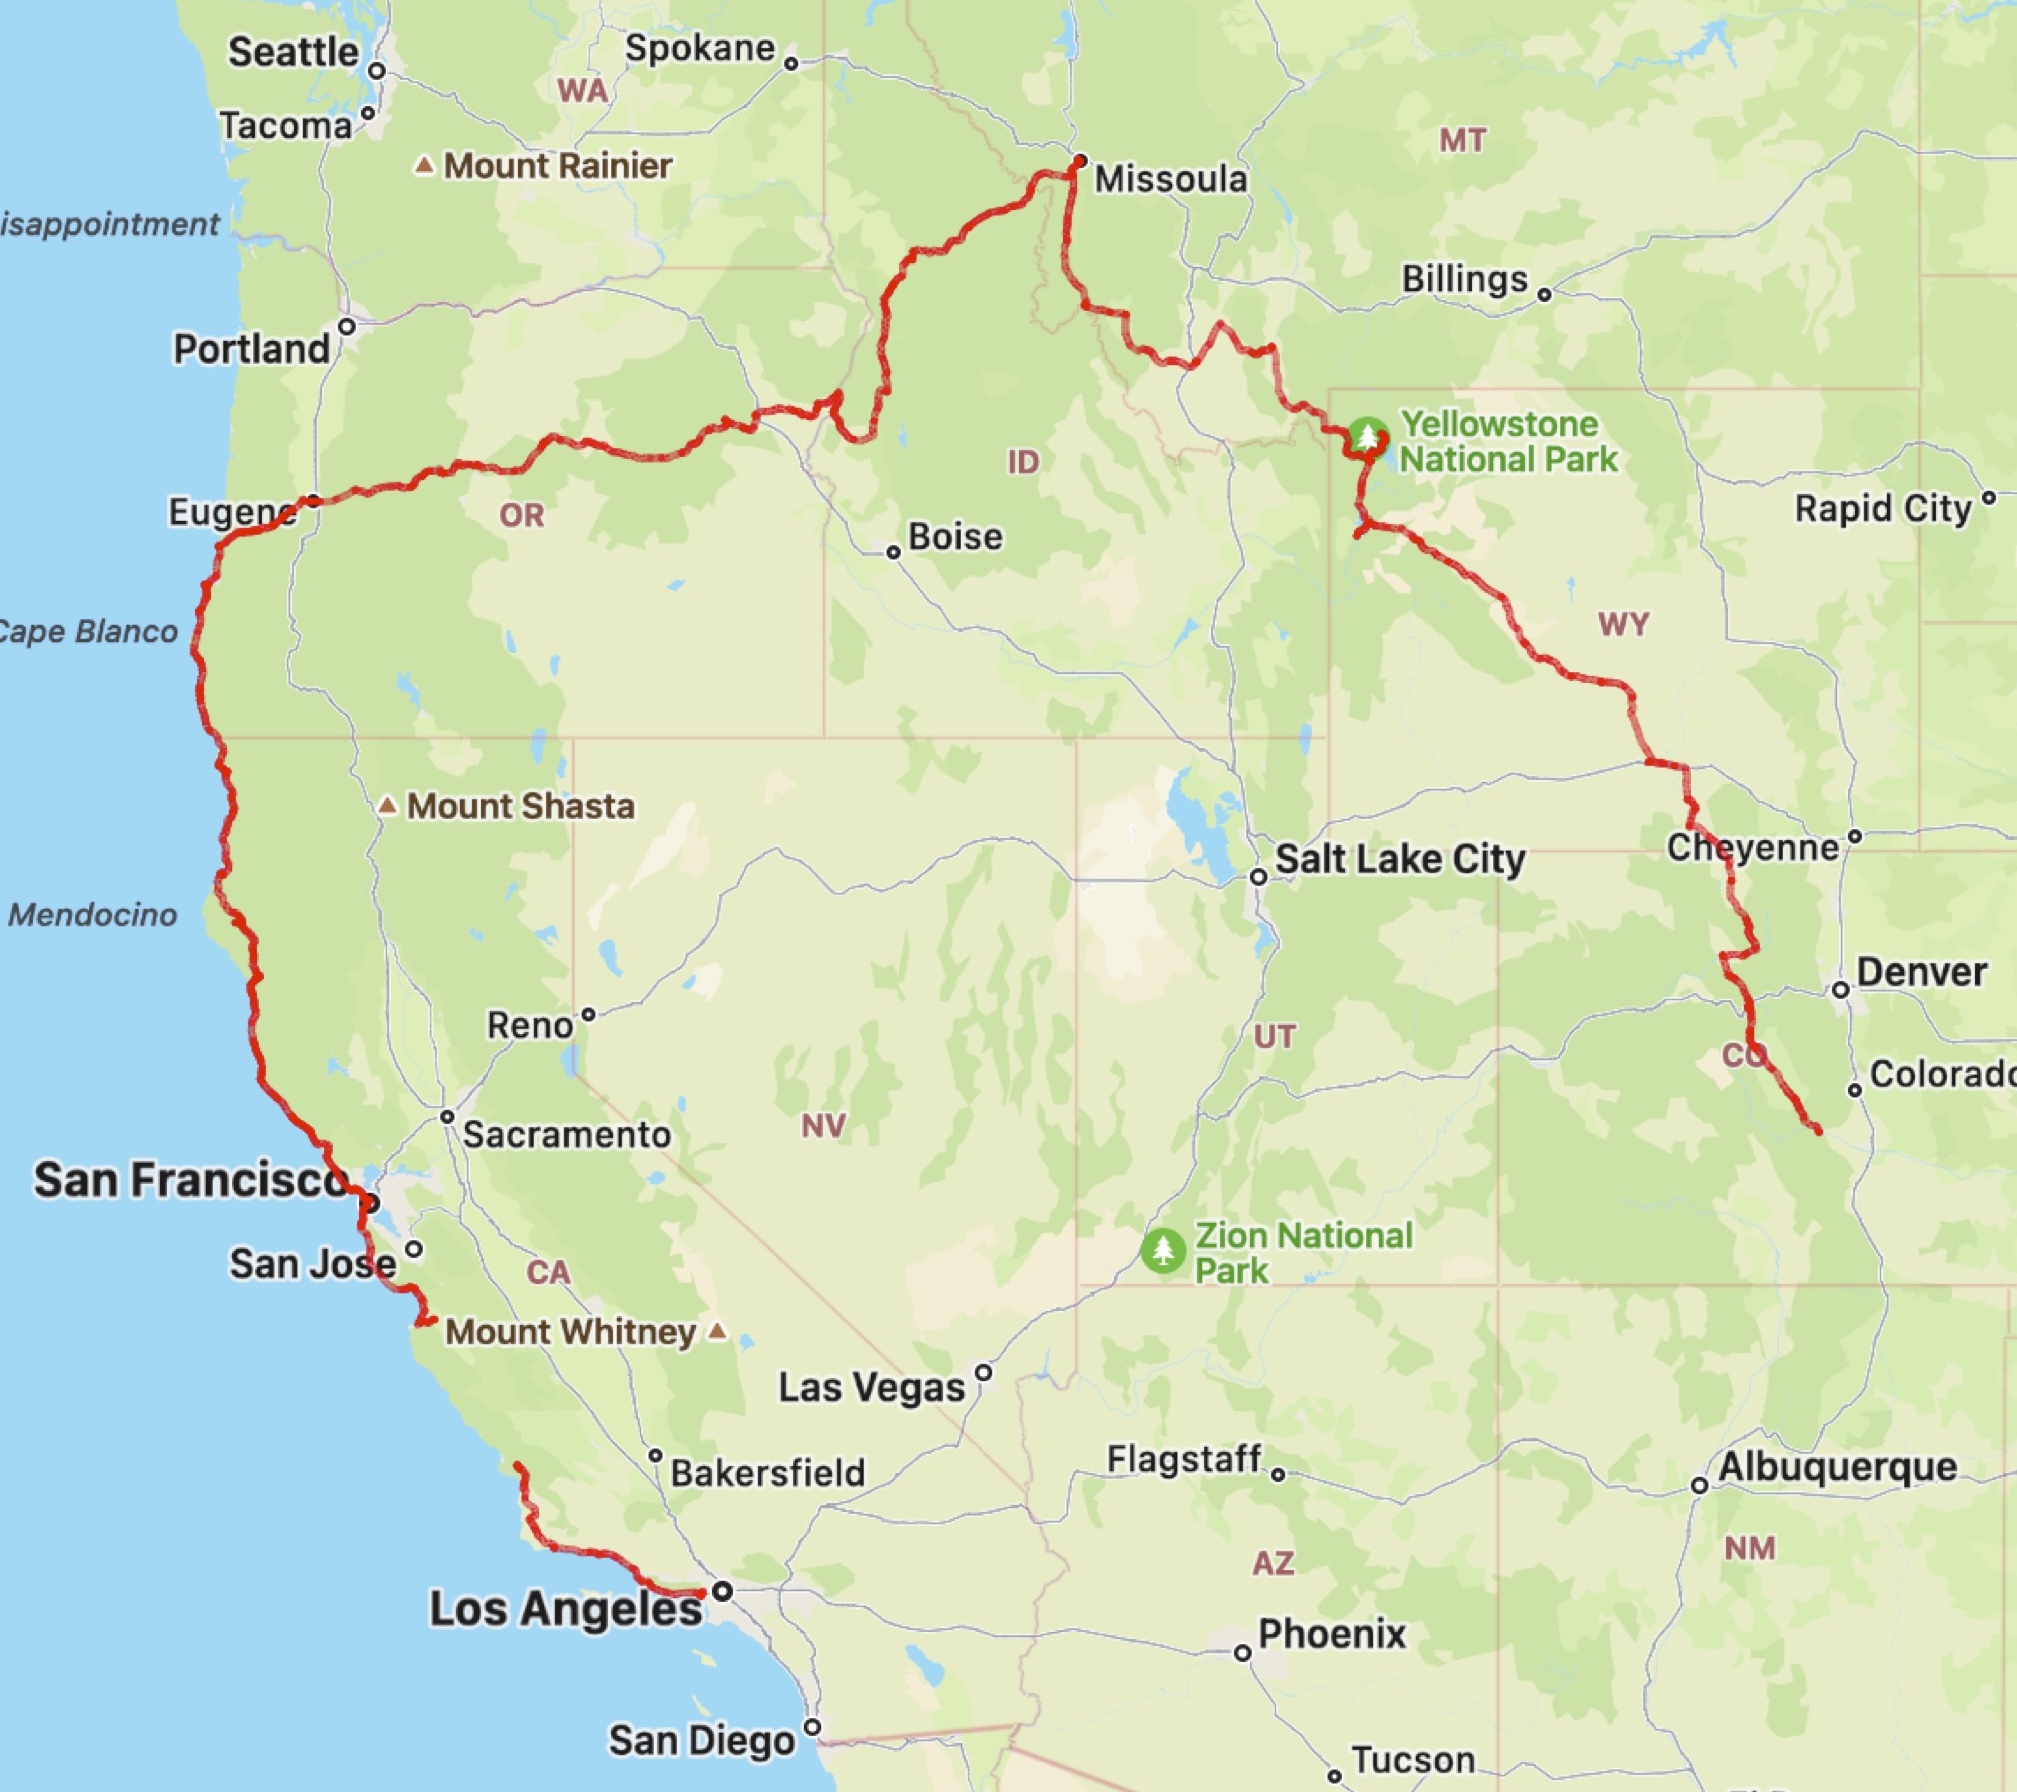 Seattle
Spokane
WA
Tacoma
MT
Mount Rainier
Missoula
isappointment
Billings
Portland
Yellowstone
National Park
ID
Eugene
OR
Rapid City
Boise
WY
Cape Blanco
Mount Shasta
Cheyenne
Salt Lake City
Mendocino
Denver
Reno
UT
CO
Colorado
NV
Sacramento
San Francisco
Zion National
Park
San Jose
CA
Mount Whitney
Las Vegas
Flagstaff
Albuquerque
Bakersfield
NM
AZ
Los Angeles
Phoenix
San Diego
Tucson